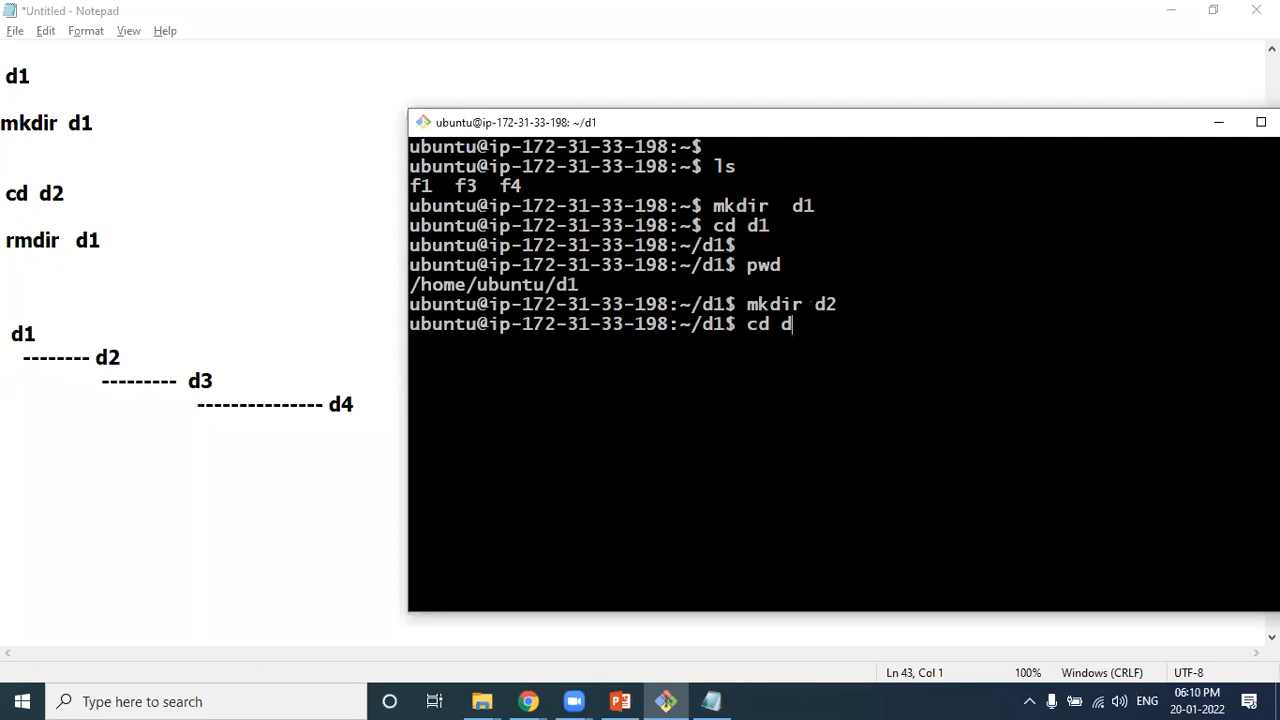 *Untitled - Notepad
File Edit Format View Help
d1
mkdir d1
cd d2
rmdir d1
d1
-------- d2
--------- d3
--------------- d4
ubuntu@ip-172-31-33-198: ~/d1
ubuntu@ip-172-31-33-198:~$
ubuntu@ip-172-31-33-198:~$ ls
f1 f3 f4
ubuntu@ip-172-31-33-198:~$ mkdir d1
ubuntu@ip-172-31-33-198:~$ cd d1
ubuntu@ip-172-31-33-198:~/d1$
ubuntu@ip-172-31-33-198:~/d1$ pwd
/home/ubuntu/d1
ubuntu@ip-172-31-33-198:~/d1$ mkdir d2
ubuntu@ip-172-31-33-198:~/d1$ cd d
Ln 43, Col 1 100% Windows (CRLF) UTF-8
Type here to search
ENG
06:10 PM
20-01-2022